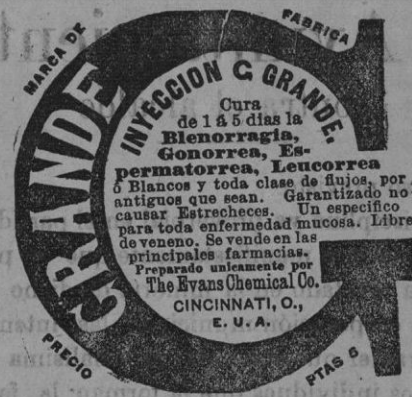 MARCA DE
FABRICA
GRANDE
INYECCION G GRANDE.
Cura
de 1 á 5 dias la
Blenorragia,
Gonorrea, Es-
permatorrea, Leucorrea
ó Blancos y toda clase de flujos, por
antiguos que sean. Garantizado no
causar Estrecheces. Un especifico
para toda enfermedad mucosa. Libre
de veneno. Se vende en las
principales farmacias.
Preparado unicamente por
The Evans Chemical Co.
CINCINNATI, O.,
E. U. A.
PRECIO
PTAS 6